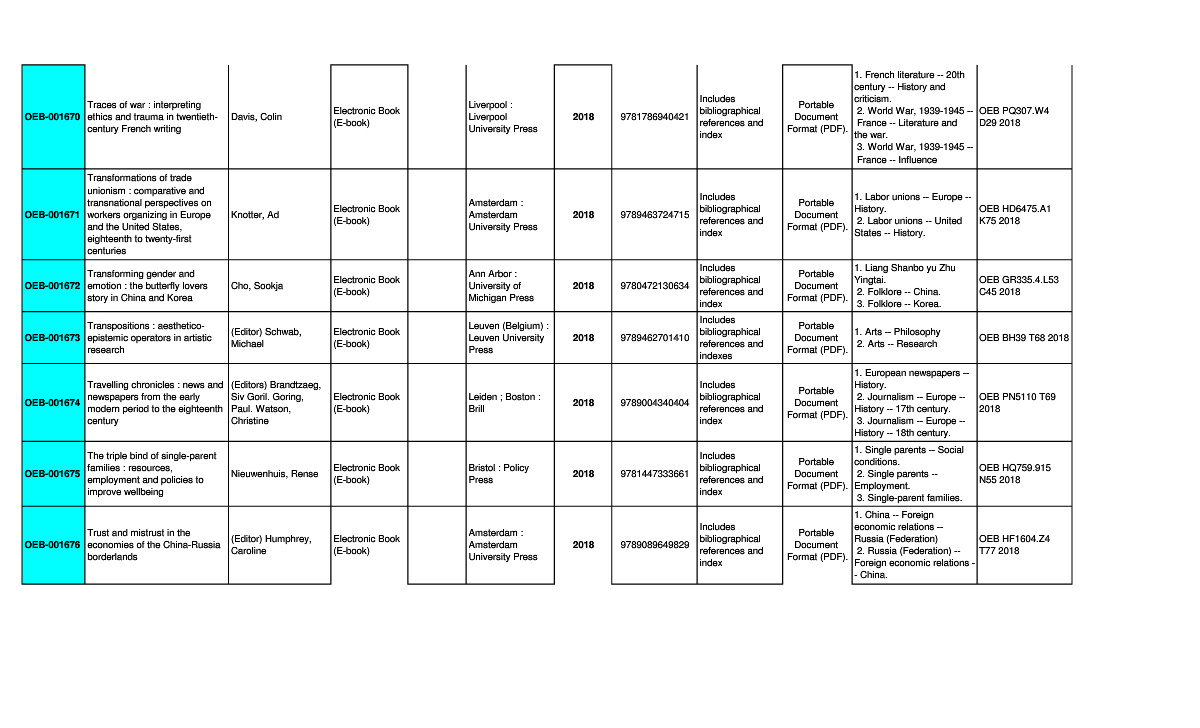 OEB-001670
Traces of war : interpreting
ethics and trauma in twentieth-
century French writing
Davis, Colin
Electronic Book
(E-book)
Liverpool :
Liverpool
University Press
2018
9781786940421
Includes
bibliographical
references and
index
Portable
Document
Format (PDF).
1. French literature -- 20th
century -- History and
criticism.
2. World War, 1939-1945 --
France -- Literature and
the war.
3. World War, 1939-1945 --
France -- Influence
OEB PQ307.W4
D29 2018
OEB-001671
Transformations of trade
unionism : comparative and
transnational perspectives on
workers organizing in Europe
and the United States,
eighteenth to twenty-first
centuries
Knotter, Ad
Electronic Book
(E-book)
Amsterdam :
Amsterdam
University Press
2018
9789463724715
Includes
bibliographical
references and
index
Portable
Document
Format (PDF).
1. Labor unions -- Europe --
History.
2. Labor unions -- United
States -- History.
OEB HD6475.A1
K75 2018
OEB-001672
Transforming gender and
emotion : the butterfly lovers
story in China and Korea
Cho, Sookja
Electronic Book
(E-book)
Ann Arbor :
University of
Michigan Press
2018
9780472130634
Includes
bibliographical
references and
index
Portable
Document
Format (PDF).
1. Liang Shanbo yu Zhu
Yingtai.
2. Folklore -- China.
3. Folklore -- Korea.
OEB GR335.4.L53
C45 2018
OEB-001673
Transpositions : aesthetico-
epistemic operators in artistic
research
(Editor) Schwab,
Michael
Electronic Book
(E-book)
Leuven (Belgium) :
Leuven University
Press
2018
9789462701410
Includes
bibliographical
references and
indexes
Portable
Document
Format (PDF).
1. Arts -- Philosophy
2. Arts -- Research
OEB BH39 T68 2018
OEB-001674
Travelling chronicles : news and
newspapers from the early
modern period to the eighteenth
century
(Editors) Brandtzaeg,
Siv Goril. Goring,
Paul. Watson,
Christine
Electronic Book
(E-book)
Leiden ; Boston :
Brill
2018
9789004340404
Includes
bibliographical
references and
index
Portable
Document
Format (PDF).
1. European newspapers --
History.
2. Journalism -- Europe --
History -- 17th century.
3. Journalism -- Europe --
History -- 18th century.
OEB PN5110 T69
2018
OEB-001675
The triple bind of single-parent
families : resources,
employment and policies to
improve wellbeing
Nieuwenhuis, Rense
Electronic Book
(E-book)
Bristol : Policy
Press
2018
9781447333661
Includes
bibliographical
references and
index
Portable
Document
Format (PDF).
1. Single parents -- Social
conditions.
2. Single parents --
Employment.
3. Single-parent families.
OEB HQ759.915
N55 2018
OEB-001676
Trust and mistrust in the
economies of the China-Russia
borderlands
(Editor) Humphrey,
Caroline
Electronic Book
(E-book)
Amsterdam :
Amsterdam
University Press
2018
9789089649829
Includes
bibliographical
references and
index
Portable
Document
Format (PDF).
1. China -- Foreign
economic relations --
Russia (Federation)
2. Russia (Federation) --
Foreign economic relations -
- China.
OEB HF1604.Z4
T77 2018